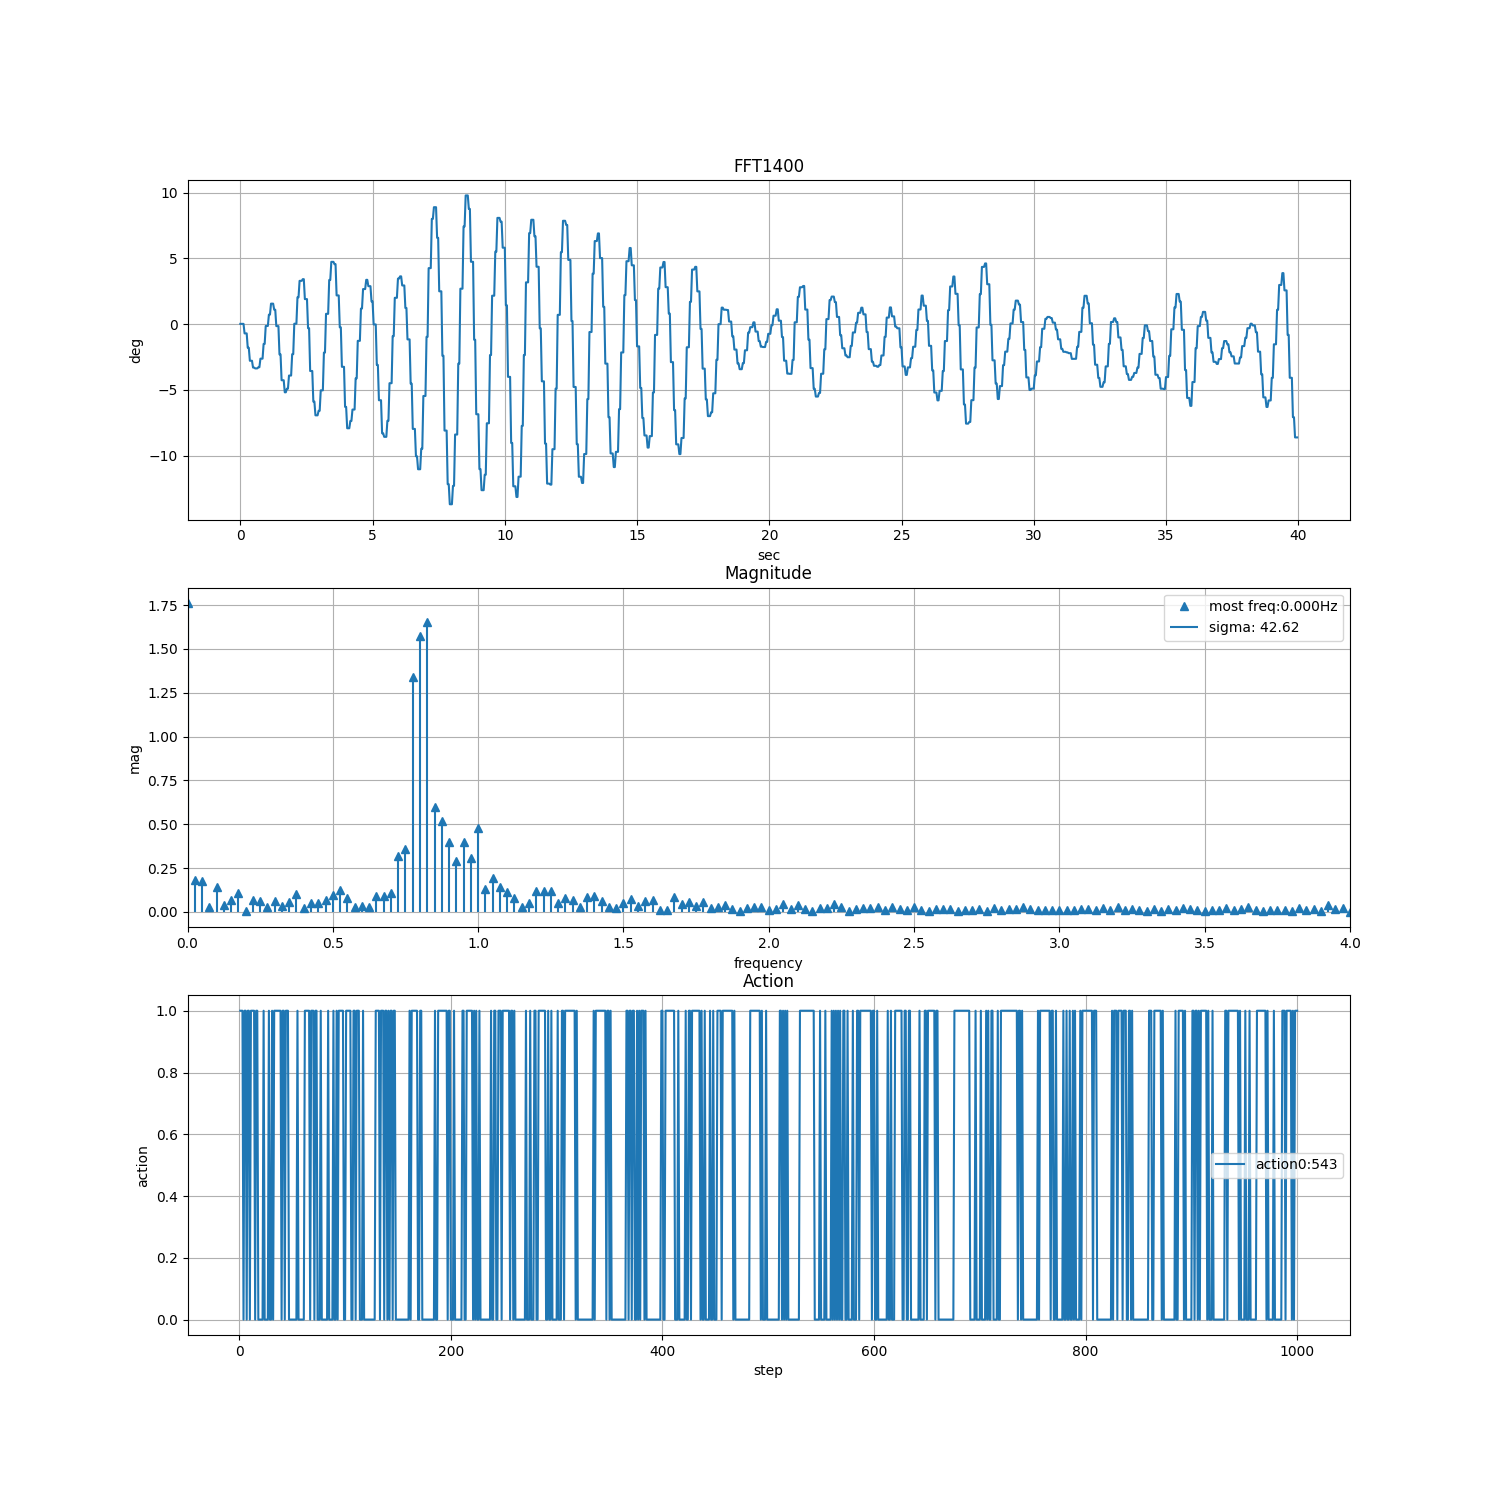 FFT1400
10
5
0
−5
−10
deg
0 5 10 15 20 25 30 35 40
sec
Magnitude
1.75
1.50
1.25
1.00
0.75
0.50
0.25
0.00
mag
most freq:0.000Hz
sigma: 42.62
0.0 0.5 1.0 1.5 2.0 2.5 3.0 3.5 4.0
frequency
Action
1.0
0.8
0.6
0.4
0.2
0.0
action
action0:543
0 200 400 600 800 1000
step